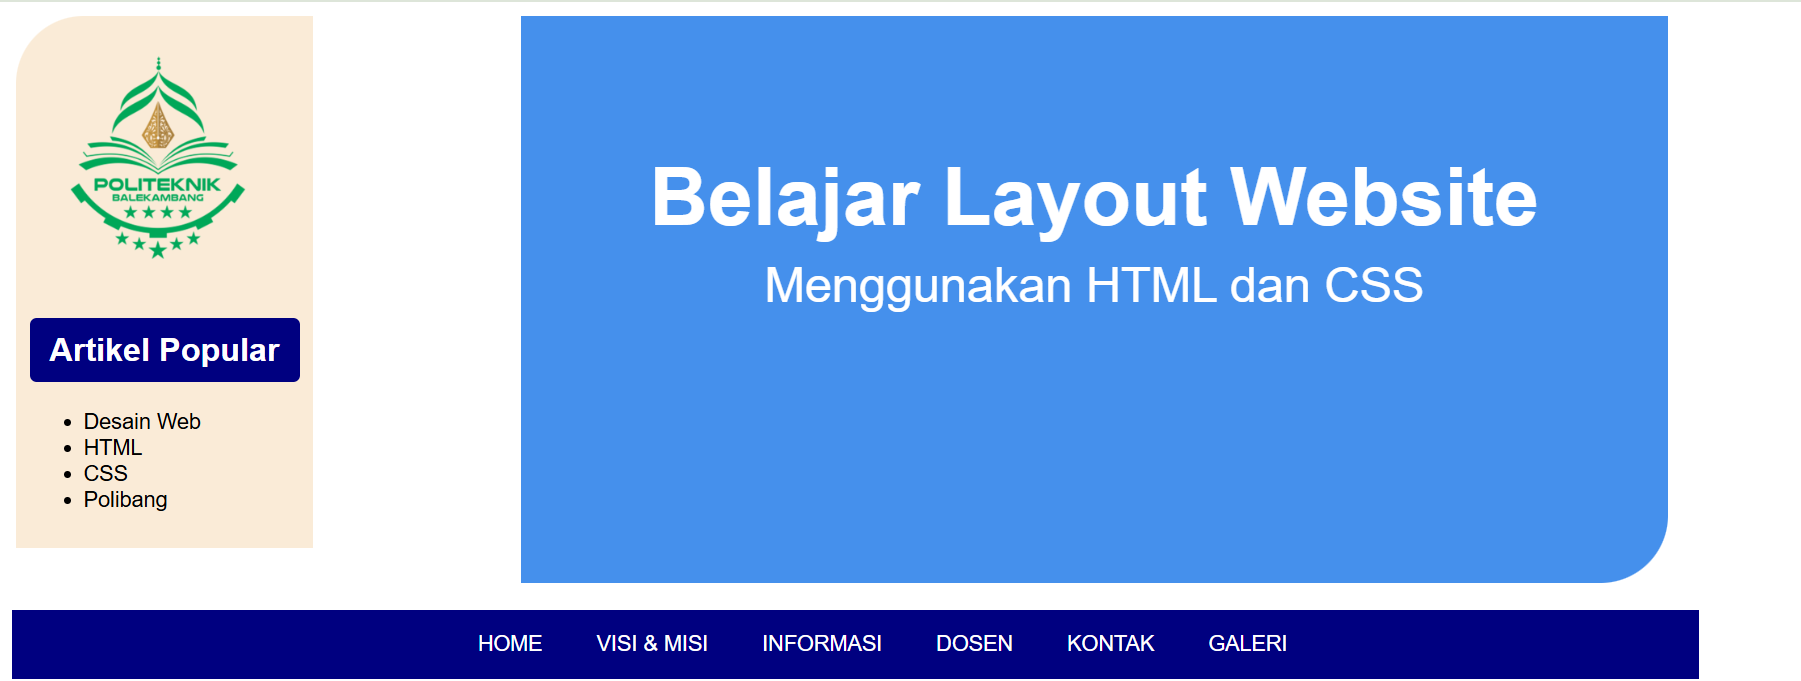 POLITEKNIK
BALEKAMBANG
Artikel Popular
Desain Web
HTML
CSS
Polibang
Belajar Layout Website
Menggunakan HTML dan CSS
HOME VISI & MISI INFORMASI DOSEN KONTAK GALERI